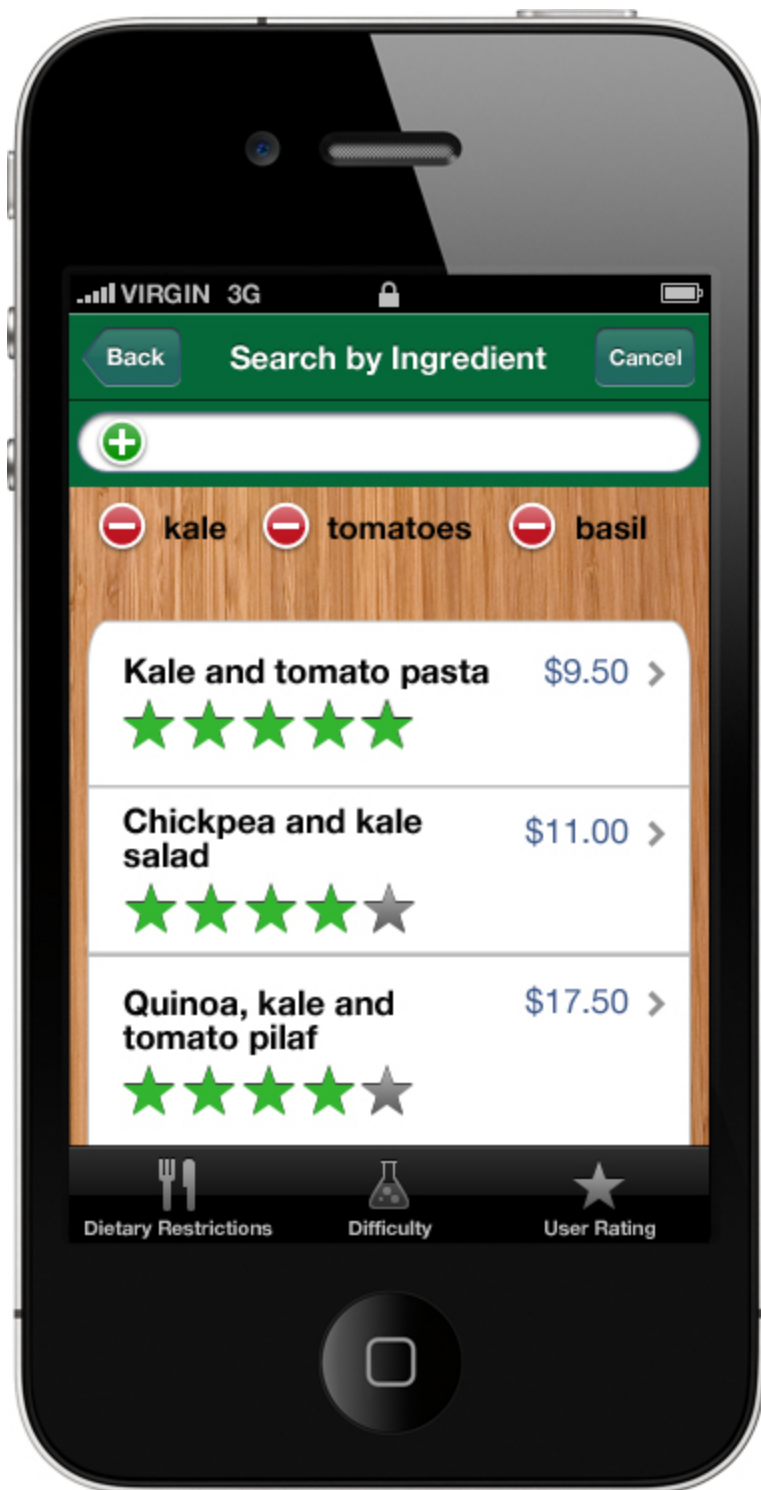 VIRGIN 3G
Back Search by Ingredient Cancel
kale tomatoes basil
Kale and tomato pasta $9.50
Chickpea and kale $11.00
salad
Quinoa, kale and $17.50
tomato pilaf
Dietary Restrictions Difficulty User Rating